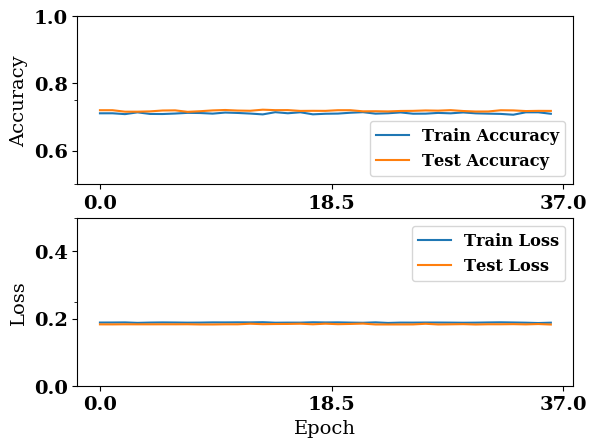 1.0
0.8
0.6
Accuracy
Train Accuracy
Test Accuracy
0.0 18.5 37.0
0.4
0.2
0.0
Loss
Train Loss
Test Loss
0.0 18.5 37.0
Epoch